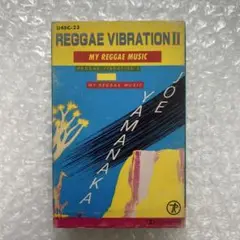 REGGAE VIBRATION II
MY REGGAE MUSIC
MY REGGAE MUSIC
JOE
YAMANAKA